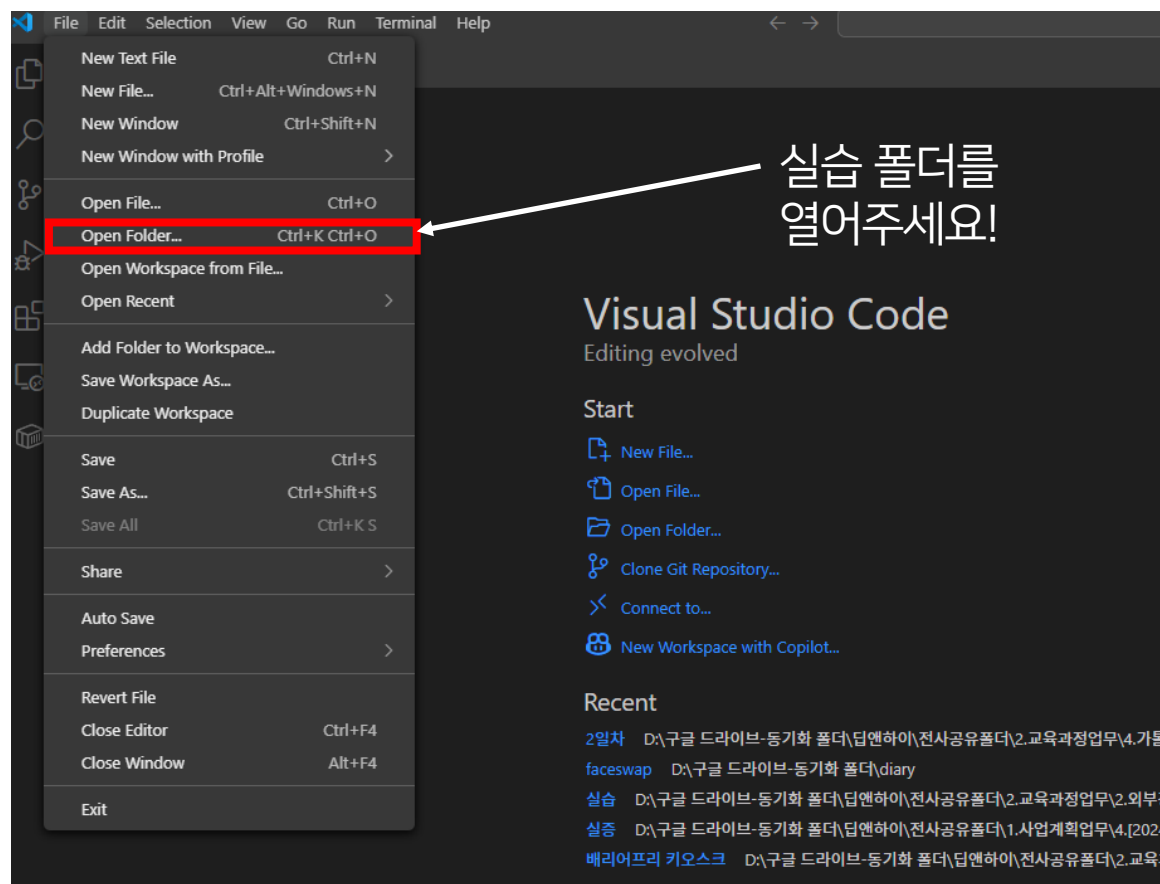 File Edit Selection View Go Run Terminal Help
New Text File Ctrl+N
New File... Ctrl+Alt+Windows+N
New Window Ctrl+Shift+N
New Window with Profile
Open File... Ctrl+O
Open Folder... Ctrl+K Ctrl+O
Open Workspace from File...
Open Recent
Add Folder to Workspace...
Save Workspace As...
Duplicate Workspace
Save Ctrl+S
Save As... Ctrl+Shift+S
Save All Ctrl+K S
Share
Auto Save
Preferences
Revert File
Close Editor Ctrl+F4
Close Window Alt+F4
Exit
실습 폴더를
열어주세요!
Visual Studio Code
Editing evolved
Start
New File...
Open File...
Open Folder...
Clone Git Repository...
Connect to...
New Workspace with Copilot...
Recent
2일차 D:\구글 드라이브-동기화 폴더\딥앤하이\전사공유폴더\2.교육과정업무\4.가톨
faceswap D:\구글 드라이브-동기화 폴더\diary
실습 D:\구글 드라이브-동기화 폴더\딥앤하이\전사공유폴더\2.교육과정업무\2.외부
실증 D:\구글 드라이브-동기화 폴더\딥앤하이\전사공유폴더\1.사업계획업무\4.[2024
배리어프리 키오스크 D:\구글 드라이브-동기화 폴더\딥앤하이\전사공유폴더\2.교육